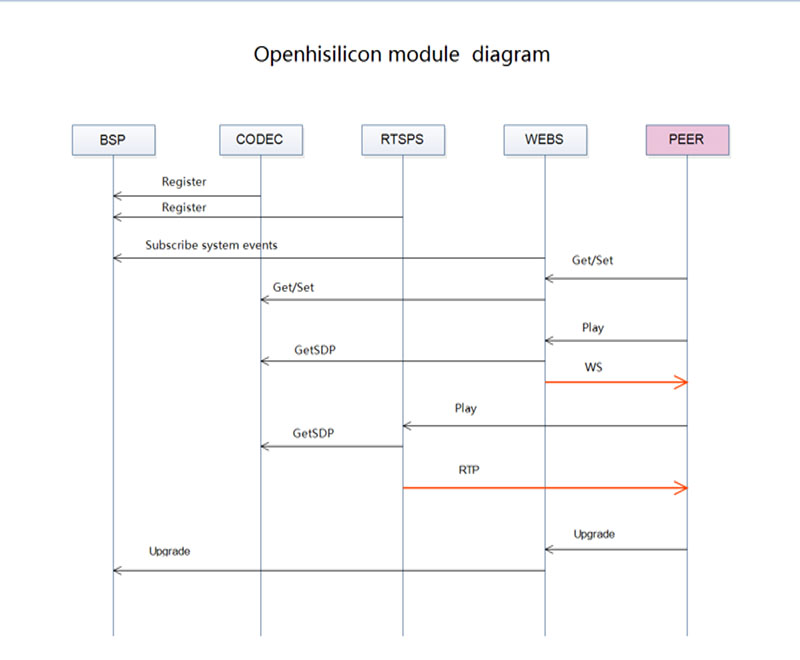 Openhisilicon module diagram
BSP
CODEC
RTSPS
WEBS
PEER
Register
Register
Subscribe system events
Get/Set
Get/Set
Play
GetSDP
WS
Play
GetSDP
RTP
Upgrade
Upgrade